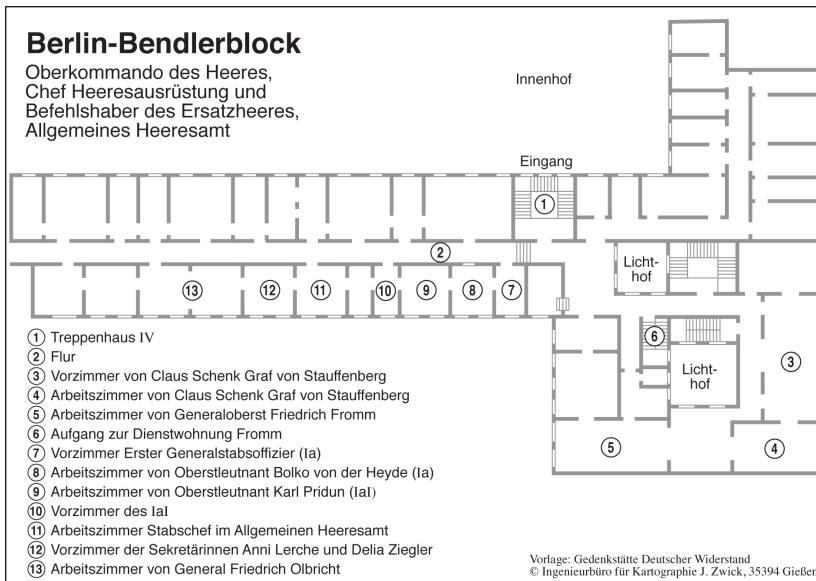 Berlin-Bendlerblock
Oberkommando des Heeres,
Chef Heeresausrüstung und
Befehlshaber des Ersatzheeres,
Allgemeines Heeresamt
Innenhof
Eingang
1
2
Licht-
hof
13
12
11
10
9
8
7
6
Licht-
hof
3
5
4
1 Treppenhaus IV
2 Flur
3 Vorzimmer von Claus Schenk Graf von Stauffenberg
4 Arbeitszimmer von Claus Schenk Graf von Stauffenberg
5 Arbeitszimmer von Generaloberst Friedrich Fromm
6 Aufgang zur Dienstwohnung Fromm
7 Vorzimmer Erster Generalstabsoffizier (Ia)
8 Arbeitszimmer von Oberstleutnant Bolko von der Heyde (Ia)
9 Arbeitszimmer von Oberstleutnant Karl Pridun (IaI)
10 Vorzimmer des IaI
11 Arbeitszimmer Stabschef im Allgemeinen Heeresamt
12 Vorzimmer der Sekretärinnen Anni Lerche und Delia Ziegler
13 Arbeitszimmer von General Friedrich Olbricht
Vorlage: Gedenkstätte Deutscher Widerstand
© Ingenieurbüro für Kartographie J. Zwick, 35394 Gießen